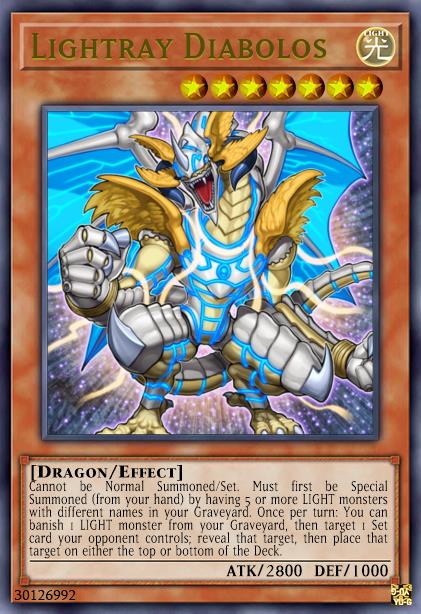 Lightray Diabolos
LIGHT
光
[Dragon/Effect]
Cannot be Normal Summoned/Set. Must first be Special
Summoned (from your hand) by having 5 or more LIGHT monsters
with different names in your Graveyard. Once per turn: You can
banish 1 LIGHT monster from your Graveyard, then target 1 Set
card your opponent controls; reveal that target, then place that
target on either the top or bottom of the Deck.
ATK/2800 DEF/1000
30126992